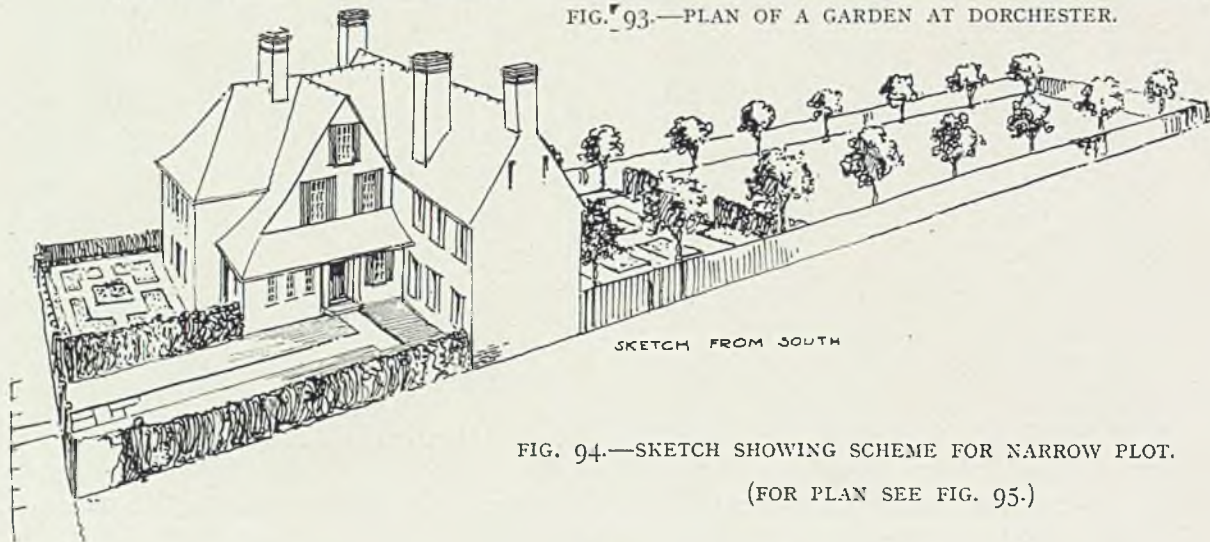 FIG. 93.—PLAN OF A GARDEN AT DORCHESTER.
SKETCH FROM SOUTH
FIG. 94.—SKETCH SHOWING SCHEME FOR NARROW PLOT.
(FOR PLAN SEE FIG. 95.)